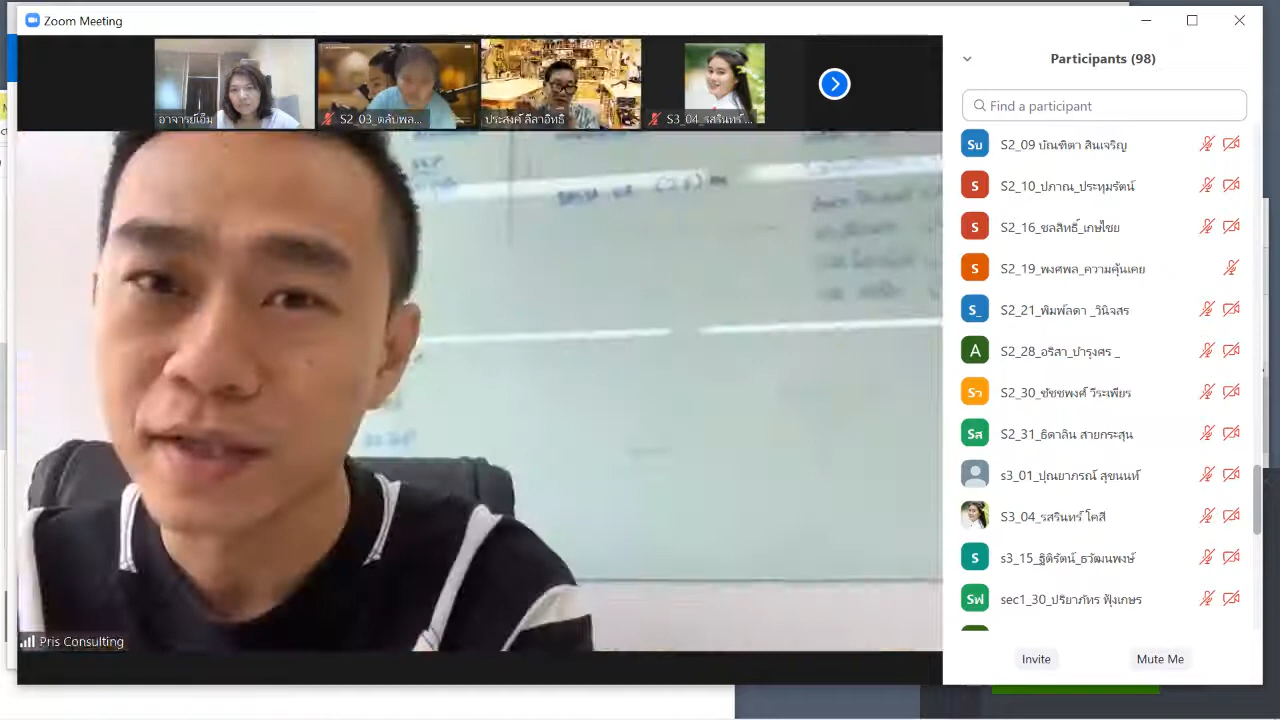 Zoom Meeting
Participants (98)
Find a participant
อาจารย์เอ็ม
S2_03_ตลับพล...
ประสงค์ ลีลาอิทธิ
S3_04_รสรินทร์...
Sบ S2_09 บัณฑิตา สินเจริญ
S S2_10_ปภาณ_ประทุมรัตน์
S S2_16_ชลสิทธิ์_เกษไชย
S S2_19_พงศพล_ความคุ้นเคย
S_ S2_21_พิมพ์ลดา _วินิจสร
A S2_28_อริสา_บำรุงศร _
Sว S2_30_ชัชชพงศ์ วีระเพียร
Sส S2_31_ธิดาลิน สายกระสุน
s3_01_ปุณยาภรณ์ สุขนนท์
S3_04_รสรินทร์ โคสี
S s3_15_ฐิติรัตน์_ธวัฒนพงษ์
Sฟ sec1_30_ปริยาภัทร ฟุ้งเกษร
Pris Consulting
Invite
Mute Me